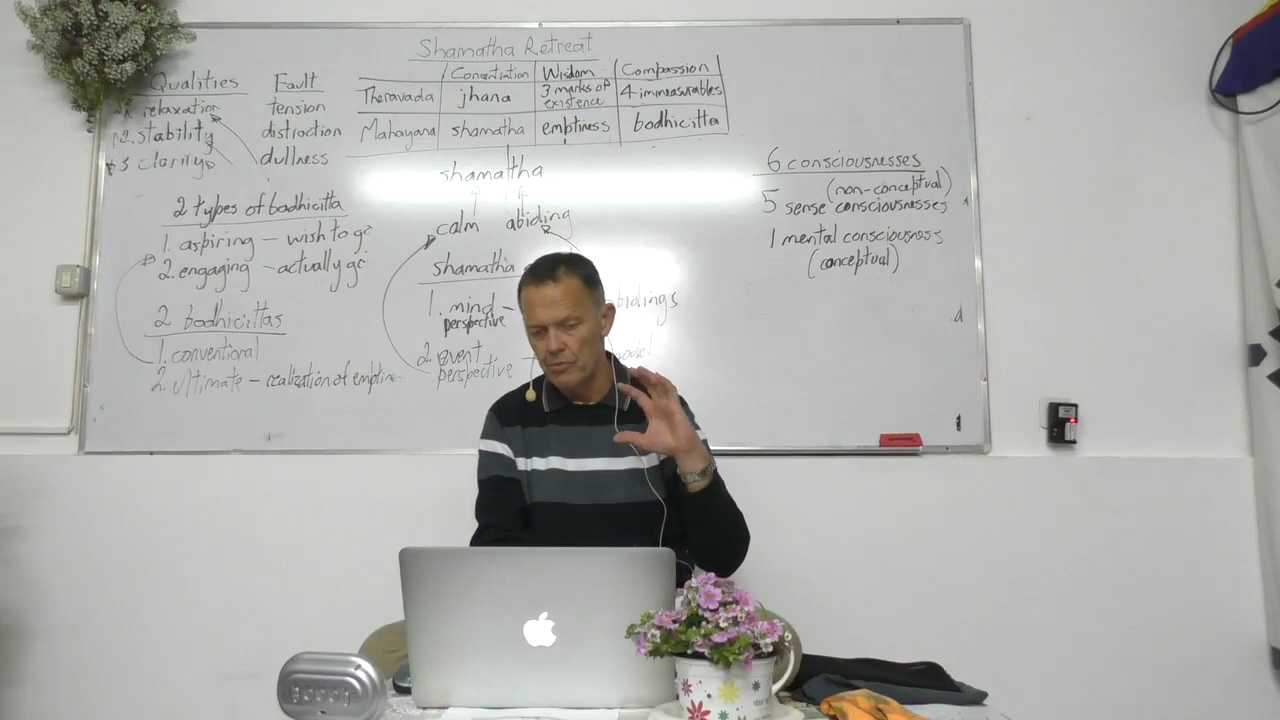 Shamatha Retreat
Concentration Wisdom Compassion
Theravada jhana 3 marks of existence 4 immeasurables
Mahayana shamatha emptiness bodhicitta
Qualities
1. relaxation
2. stability
3 clarity
Fault
tension
distraction
dullness
2 types of bodhicitta
1. aspiring – wish to go
2. engaging – actually
2 bodhicittas
1. conventional
2. ultimate – realization of
shamatha
calm abiding
shamatha
1. mind –
perspective
2. event
perspective
6 consciousnesses
(non-conceptual)
5 sense consciousnesses
1 mental consciousness
(conceptual)